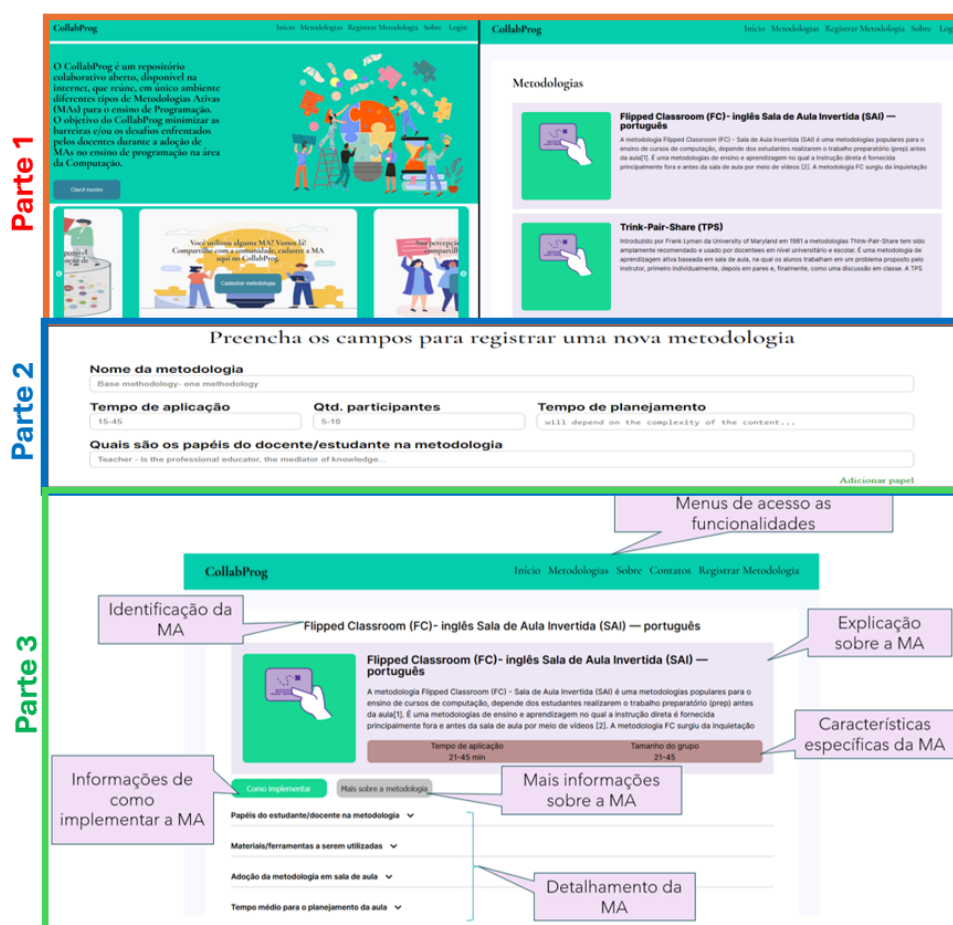 Parte 1
CollabProg
Início Metodologias Registrar Metodologia Sobre Login
O CollabProg é um repositório
colaborativo aberto, disponível na
internet, que reúne, em único ambiente
diferentes tipos de Metodologias Ativas
(MAs) para o ensino de Programação.
O objetivo do CollabProg minimizar as
barreiras e/ou os desafios enfrentados
pelos docentes durante a adoção de
MAs no ensino de programação na área
da Computação.
Você utilizou alguma MA? Vamos lá!
Compartilhe com a comunidade, cadastre a MA
aqui no CollabProg.
Cadastrar metodologia
Sua percepção
compartill
CollabProg
Início Metodologias Registrar Metodologia Sobre Log
Metodologias
Flipped Classroom (FC)- inglês Sala de Aula Invertida (SAI) —
português
A metodologia Flipped Classroom (FC) - Sala de Aula Invertida (SAI) é uma metodologias populares para o
ensino de cursos de computação, depende dos estudantes realizarem o trabalho preparatório (prep) antes
da aula[1]. É uma metodologias de ensino e aprendizagem no qual a instrução direta é fornecida
principalmente fora e antes da sala de aula por meio de vídeos [2]. A metodologia FC surgiu da inquietação
Trink-Pair-Share (TPS)
Introduzido por Frank Lyman da University of Maryland em 1981 a metodologias Think-Pair-Share tem sido
amplamente recomendado e usado por docentees em nível universitário e escolar. É uma metodologia de
aprendizagem ativa baseada em sala de aula, na qual os alunos trabalham em um problema proposto pelo
instrutor, primeiro individualmente, depois em pares e, finalmente, como uma discussão em classe. A TPS
Parte 2
Preencha os campos para registrar uma nova metodologia
Nome da metodologia
Base methodology- one methodology
Tempo de aplicação
Qtd. participantes
Tempo de planejamento
15-45
5-10
will depend on the complexity of the content...
Quais são os papéis do docente/estudante na metodologia
Teacher - is the professional educator, the mediator of knowledge...
Adicionar papel
Parte 3
Menus de acesso as
funcionalidades
CollabProg
Início Metodologias Sobre Contatos Registrar Metodologia
Identificação da
MA
Flipped Classroom (FC)- inglês Sala de Aula Invertida (SAI) — português
Explicação
sobre a MA
Flipped Classroom (FC)- inglês Sala de Aula Invertida (SAI) —
português
A metodologia Flipped Classroom (FC) - Sala de Aula Invertida (SAI) é uma metodologias populares para o
ensino de cursos de computação, depende dos estudantes realizarem o trabalho preparatório (prep) antes
da aula[1]. É uma metodologias de ensino e aprendizagem no qual a instrução direta é fornecida
principalmente fora e antes da sala de aula por meio de vídeos [2]. A metodologia FC surgiu da inquietação
Tempo de aplicação
21-45 min
Tamanho do grupo
21-45
Características
específicas da MA
Informações de
como
implementar a MA
Como implementar
Mais sobre a metodologia
Mais informações
sobre a MA
Papéis do estudante/docente na metodologia
Materiais/ferramentas a serem utilizadas
Adoção da metodologia em sala de aula
Tempo médio para o planejamento da aula
Detalhamento da
MA